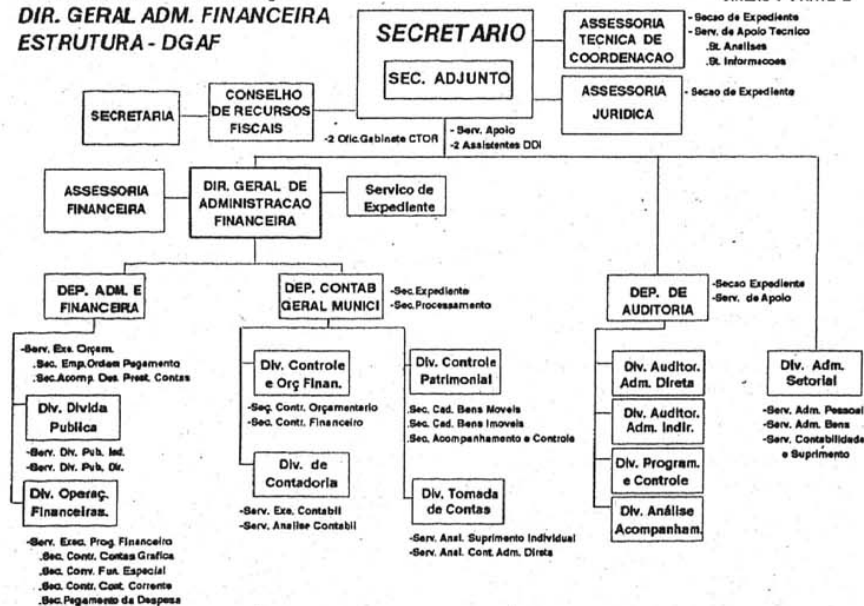 DIR. GERAL ADM. FINANCEIRA
ESTRUTURA - DGAF
SECRETARIO
SEC. ADJUNTO
ASSESSORIA
TECNICA DE
COORDENACAO
- Secao de Expediente
- Serv. de Apoio Tecnico
.St. Analises
.St. Informacoes
ASSESSORIA
JURIDICA
- Secao de Expediente
SECRETARIA
CONSELHO
DE RECURSOS
FISCAIS
-2 Ofic.Gabinete CTOR
- Serv. Apoio
-2 Assistentes DDI
ASSESSORIA
FINANCEIRA
DIR. GERAL DE
ADMINISTRACAO
FINANCEIRA
Servico de
Expediente
DEP. ADM. E
FINANCEIRA
-Serv. Exe. Orçam.
.Sec. Emp.Ordem Pagamento
.Sec.Acomp. Des. Prest. Contas
Div. Divida
Publica
-Serv. Div. Pub. Ind.
-Serv. Div. Pub. Dir.
Div. Operaç.
Financeiras.
-Serv. Exec. Prog. Financeiro
.Sec. Contr. Contas Grafica
.Sec. Conv. Fun. Especial
.Sec. Contr. Cont. Corrente
.Sec.Pagamento da Despesa
DEP. CONTAB
GERAL MUNICI
-Sec.Expediente
-Sec.Processamento
Div. Controle
e Orç Finan.
-Seç. Contr. Orçamentario
-Sec. Contr. Financeiro
Div. de
Contadoria
-Serv. Exe. Contabil
-Serv. Analise Contabil
Div. Controle
Patrimonial
.Sec. Cad. Bens Moveis
.Sec. Cad. Bens Imoveis
.Sec. Acompanhamento e Controle
Div. Tomada
de Contas
-Serv. Anal. Suprimento Individual
-Serv. Anal. Cont. Adm. Direta
DEP. DE
AUDITORIA
-Secao Expediente
-Serv. de Apoio
Div. Auditor.
Adm. Direta
Div. Auditor.
Adm. Indir.
Div. Program.
e Controle
Div. Análise
Acompanham.
Div. Adm.
Setorial
-Serv. Adm. Pessoal
-Serv. Adm. Bens
-Serv. Contabilidade
e Suprimento